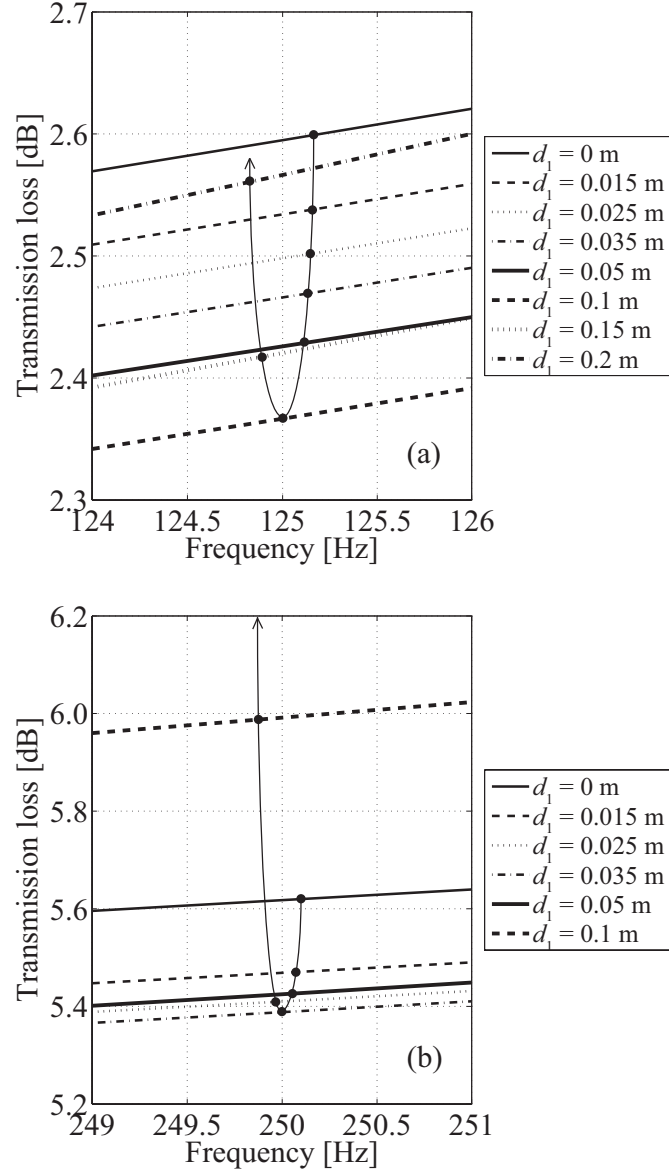 2.7
2.6
2.5
2.4
2.3
Transmission loss [dB]
124
124.5
125
125.5
126
Frequency [Hz]
(a)
d1 = 0 m
d1 = 0.015 m
d1 = 0.025 m
d1 = 0.035 m
d1 = 0.05 m
d1 = 0.1 m
d1 = 0.15 m
d1 = 0.2 m
6.2
6.0
5.8
5.6
5.4
5.2
Transmission loss [dB]
249
249.5
250
250.5
251
Frequency [Hz]
(b)
d1 = 0 m
d1 = 0.015 m
d1 = 0.025 m
d1 = 0.035 m
d1 = 0.05 m
d1 = 0.1 m